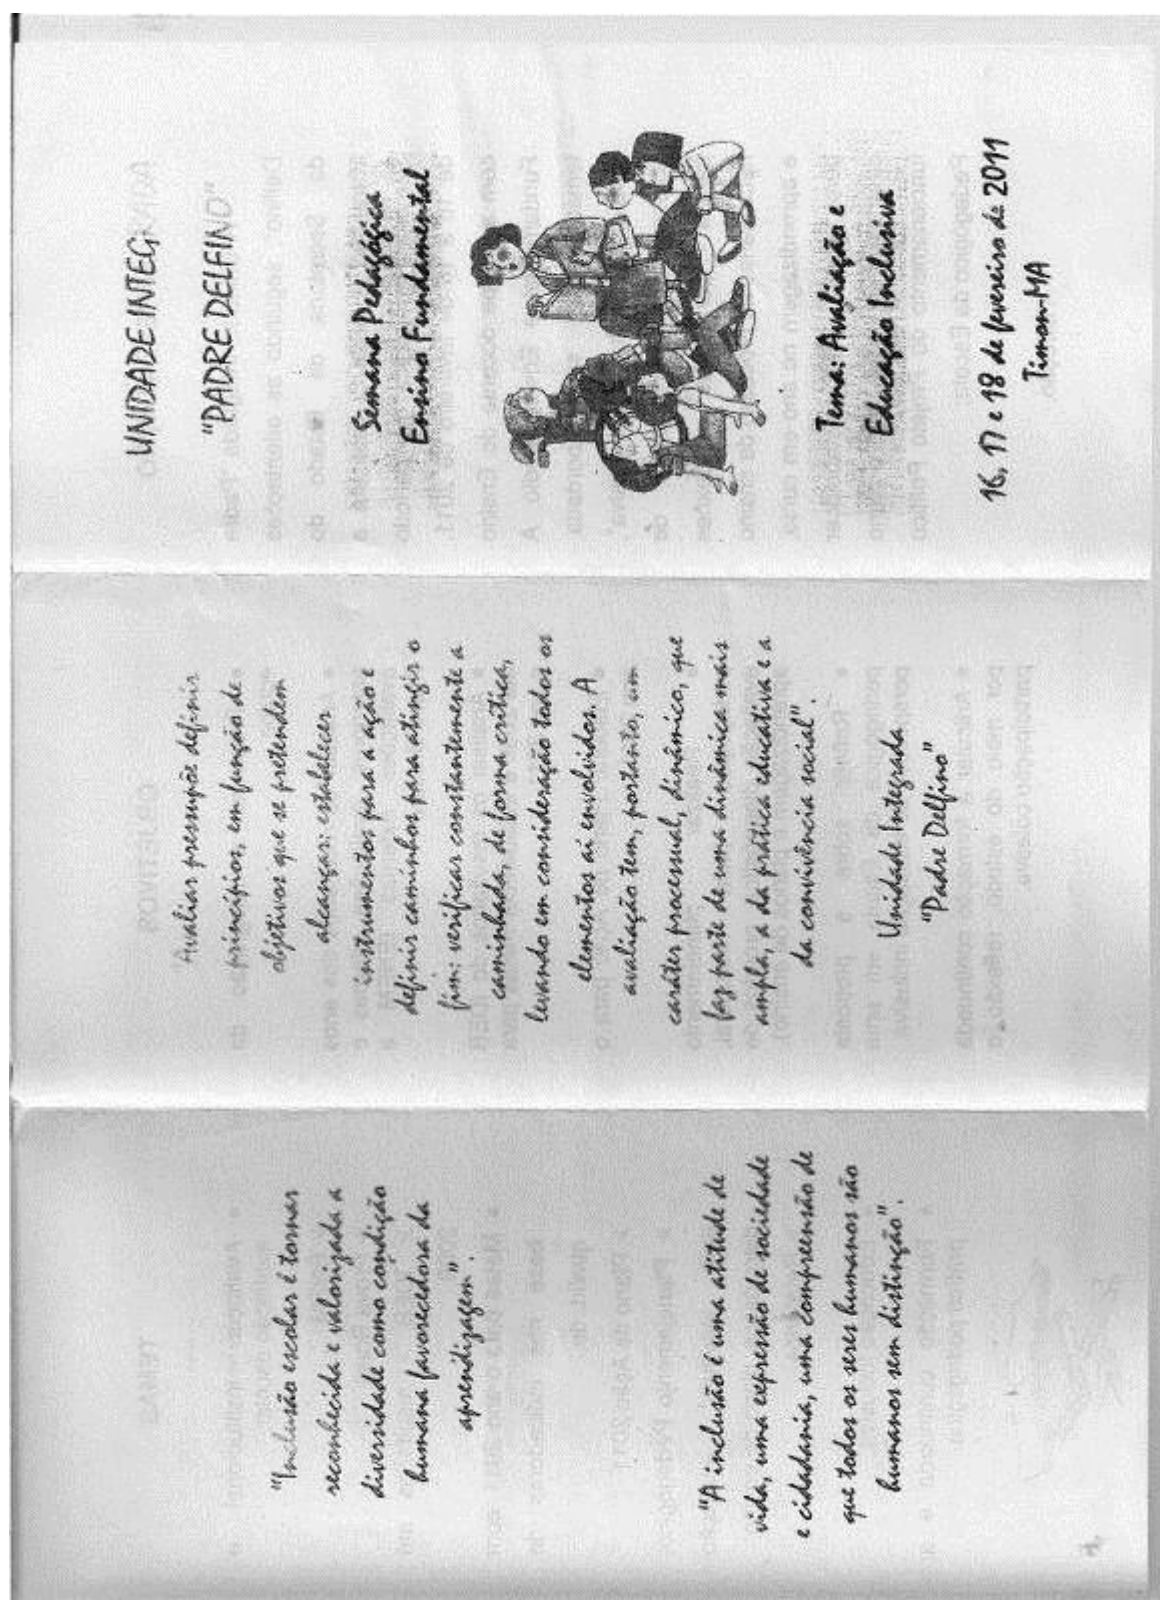 "Inclusão escolar é tornar
reconhecida e valorizada a
diversidade como condição
humana favorecedora da
aprendizagem".
"A inclusão é uma atitude de
vida, uma expressão de sociedade
e cidadania, uma compreensão de
que todos os seres humanos são
humanos sem distinção".
"Avaliar pressupõe definir
princípios, em função de
objetivos que se pretendem
alcançar: estabelecer
instrumentos para a ação e
definir caminhos para atingir o
fim: verificar constantemente a
caminhada, de forma crítica,
levando em consideração todos os
elementos ai envolvidos. A
avaliação tem, portanto, um
caráter processual, dinâmico, que
faz parte de uma dinâmica mais
ampla, a da prática educativa e a
da convivência social".
Unidade Integrada
"Padre Delfino"
UNIDADE INTEGRADA
"PADRE DELFINO"
Semana Pedagógica
Ensino Fundamental
Tema: Avaliação e
Educação Inclusiva
16, 17 e 18 de fevereiro de 2011
Timon-MA